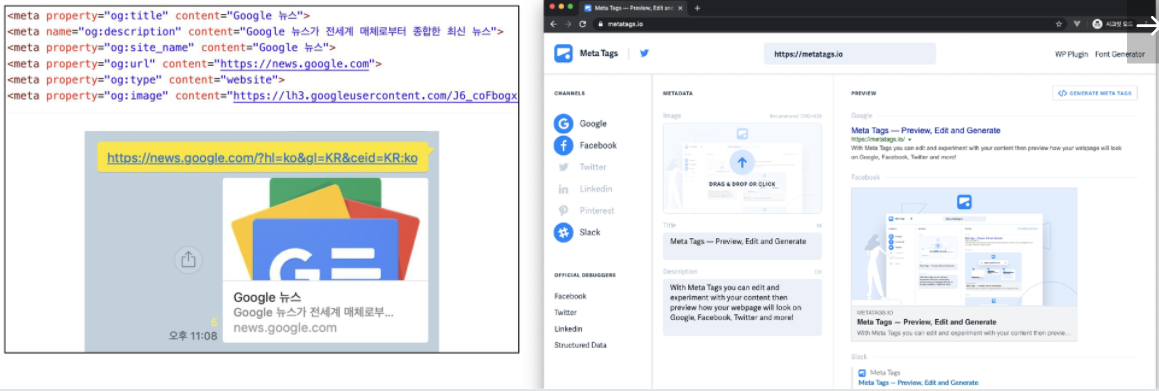 <meta property="og:title" content="Google 뉴스">
<meta name="og:description" content="Google 뉴스가 전세계 매체로부터 종합한 최신 뉴스">
<meta property="og:site_name" content="Google 뉴스">
<meta property="og:url" content="https://news.google.com">
<meta property="og:type" content="website">
<meta property="og:image" content="https://lh3.googleusercontent.com/J6_coFbogx
https://news.google.com/?hl=ko&gl=KR&ceid=KR:ko
Google 뉴스
Google 뉴스가 전세계 매체로부...
news.google.com
6
오후 11:08
Meta Tags — Preview, Edit and
metatags.io
시크릿 모드
Meta Tags
https://metatags.io
WP Plugin
Font Generator
CHANNELS
Google
Facebook
Twitter
Linkedin
Pinterest
Slack
OFFICIAL DEBUGGERS
Facebook
Twitter
Linkedin
Structured Data
METADATA
Image
Recommended
DRAG & DROP OR CLICK
Title
Meta Tags — Preview, Edit and Generate
Description
With Meta Tags you can edit and
experiment with your content then
preview how your webpage will look on
Google, Facebook, Twitter and more!
PREVIEW
</> GENERATE META TAGS
Google
Meta Tags — Preview, Edit and Generate
https://metatags.io/
With Meta Tags you can edit and experiment with your content then preview how your webpage will look
on Google, Facebook, Twitter and more!
Facebook
METATAGS.IO
Meta Tags — Preview, Edit and Generate
With Meta Tags you can edit and experiment with your content then previe...
Slack
Meta Tags
Meta Tags — Preview, Edit and Generate